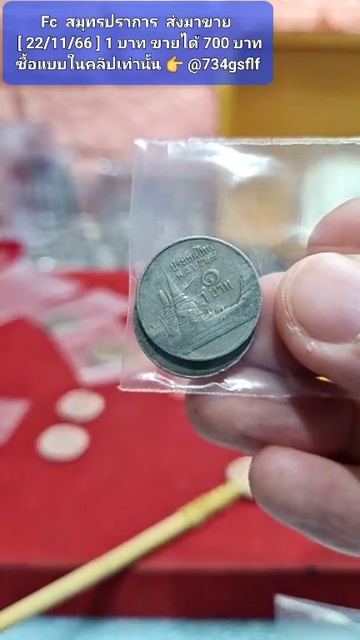 Fc สมุทรปราการ ส่งมาขาย
[ 22/11/66 ] 1 บาท ขายได้ 700 บาท
ซื้อแบบในคลิปเท่านั้น 👉 @734gsflf
ประเทศไทย
๑
1 บาท